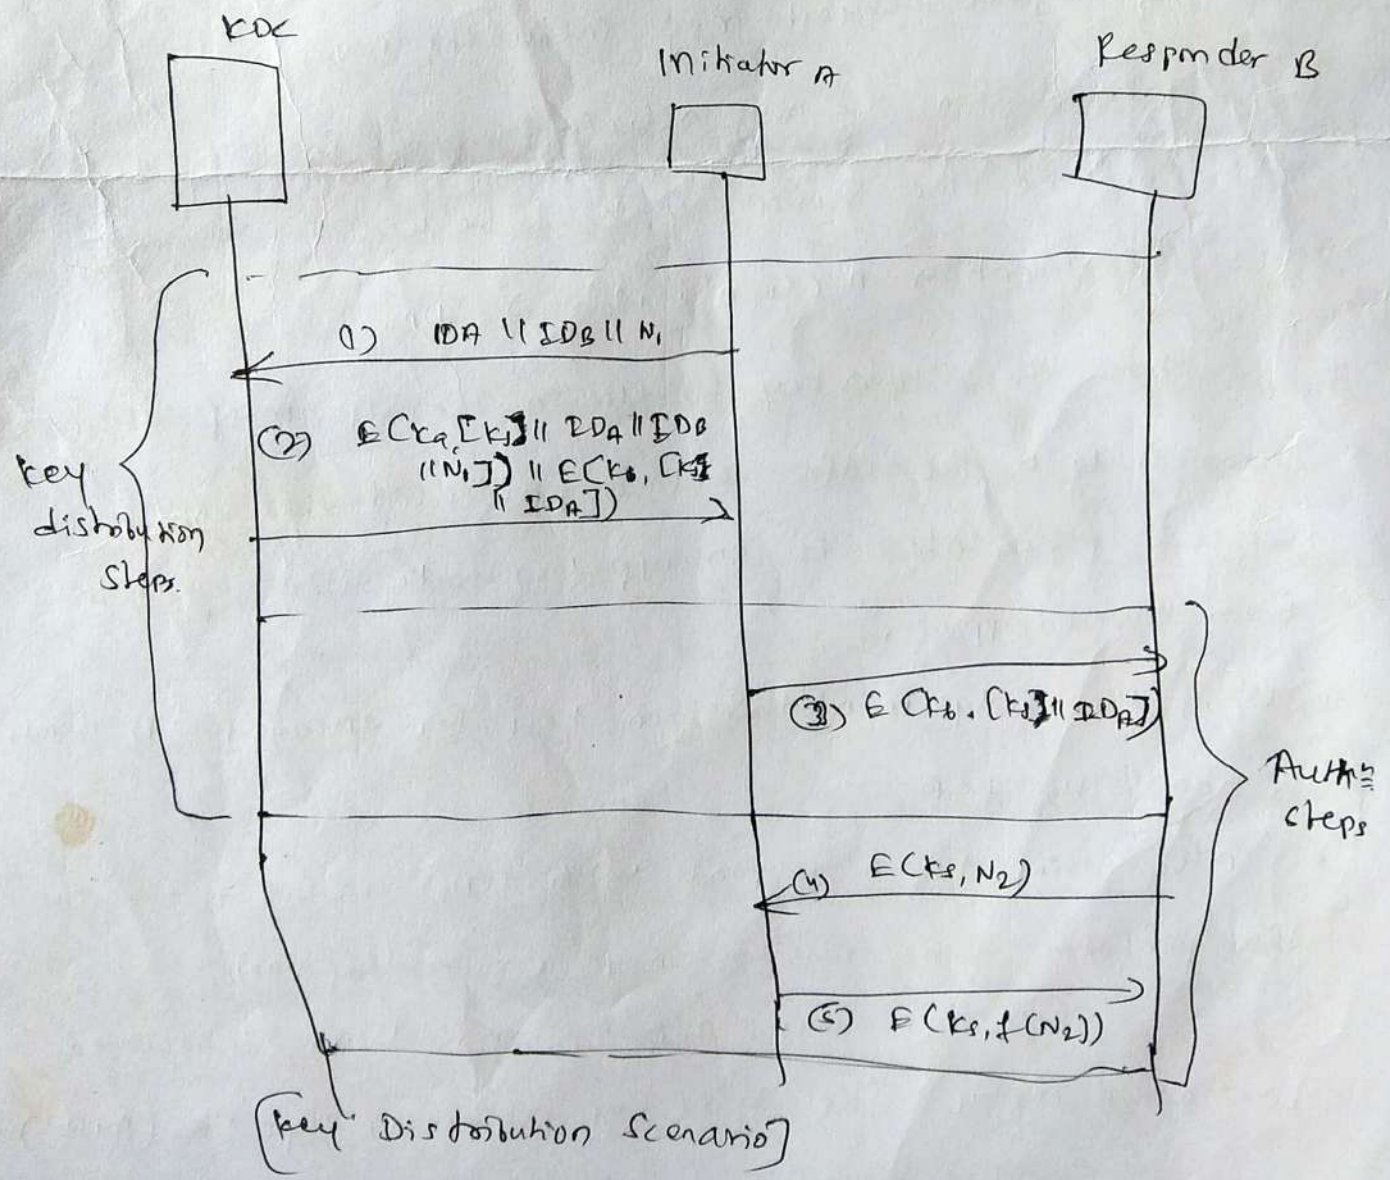 KDC
Initiator A
Responder B
(1) IDA || IDB || N1
(2) E(Ka, [Ks] || IDA || IDB
|| N1]) || E(Kb, [Ks
|| IDA])
Key
distribution
steps.
(3) E(Kb, [Ks] || IDA])
Authn
steps
(4) E(Ks, N2)
(5) E(Ks, f(N2))
[Key Distribution Scenario]